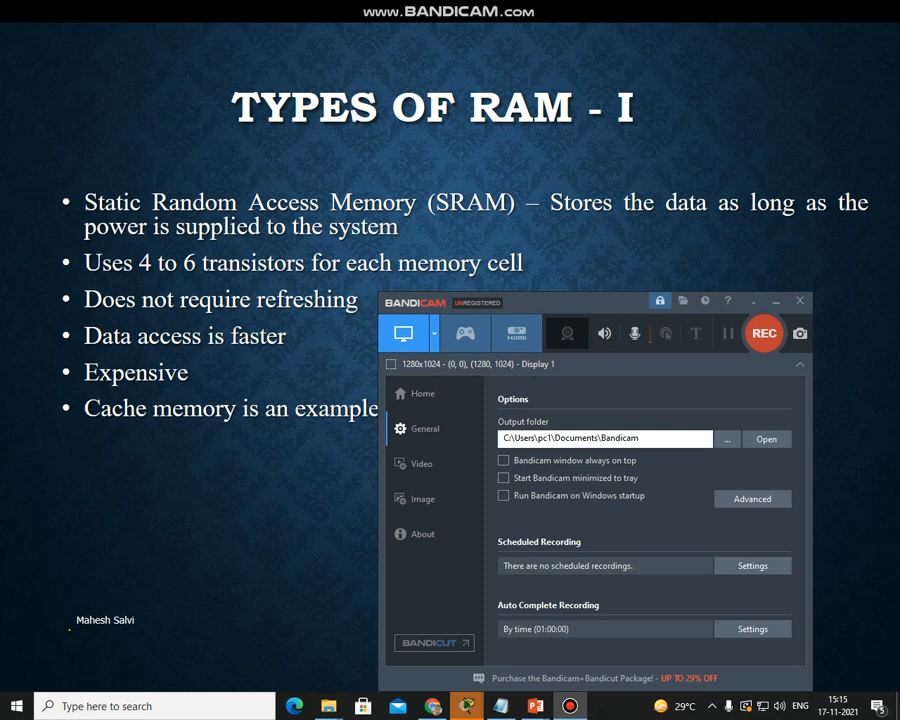 WWW.BANDICAM.COM
TYPES OF RAM - I
• Static Random Access Memory (SRAM) – Stores the data as long as the
power is supplied to the system
• Uses 4 to 6 transistors for each memory cell
• Does not require refreshing
• Data access is faster
• Expensive
• Cache memory is an example
BANDICAM UNREGISTERED
HDMI
REC
1280x1024 - (0, 0), (1280, 1024) - Display 1
Home
General
Video
Image
About
BANDICUT
Options
Output folder
C:\Users\pc1\Documents\Bandicam ... Open
Bandicam window always on top
Start Bandicam minimized to tray
Run Bandicam on Windows startup
Advanced
Scheduled Recording
There are no scheduled recordings. Settings
Auto Complete Recording
By time (01:00:00) Settings
Purchase the Bandicam+Bandicut Package! - UP TO 29% OFF
Mahesh Salvi
Type here to search
29°C
ENG
15:15
17-11-2021
5